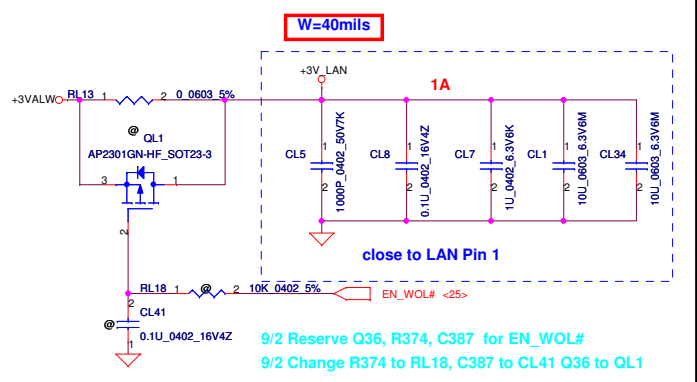 W=40mils
+3V_LAN
1A
+3VALW RL13 1 2 0_0603_5%
@ QL1
AP2301GN-HF_SOT23-3
3 1
2
CL5 1 2 1000P_0402_50V7K
CL8 1 2 0.1U_0402_16V4Z
CL7 1 2 1U_0402_6.3V6K
CL1 1 2 10U_0603_6.3V6M
CL34 1 2 10U_0603_6.3V6M
close to LAN Pin 1
RL18 1 @ 2 10K_0402_5% EN_WOL# <25>
2 CL41
@
1 0.1U_0402_16V4Z
9/2 Reserve Q36, R374, C387 for EN_WOL#
9/2 Change R374 to RL18, C387 to CL41 Q36 to QL1